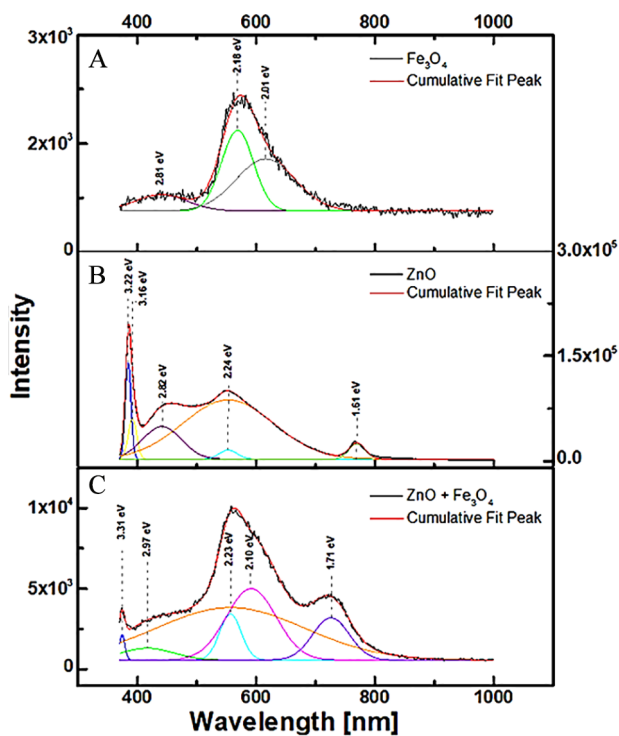 400 600 800 1000
3x10³
2x10³
0
A
2.81 eV
2.18 eV
2.01 eV
Fe₃O₄
Cumulative Fit Peak
B
3.22 eV
3.16 eV
2.82 eV
2.24 eV
1.61 eV
ZnO
Cumulative Fit Peak
3.0x10⁵
1.5x10⁵
0.0
Intensity
C
1x10⁴
5x10³
0
3.31 eV
2.97 eV
2.23 eV
2.10 eV
1.71 eV
ZnO + Fe₃O₄
Cumulative Fit Peak
400 600 800 1000
Wavelength [nm]